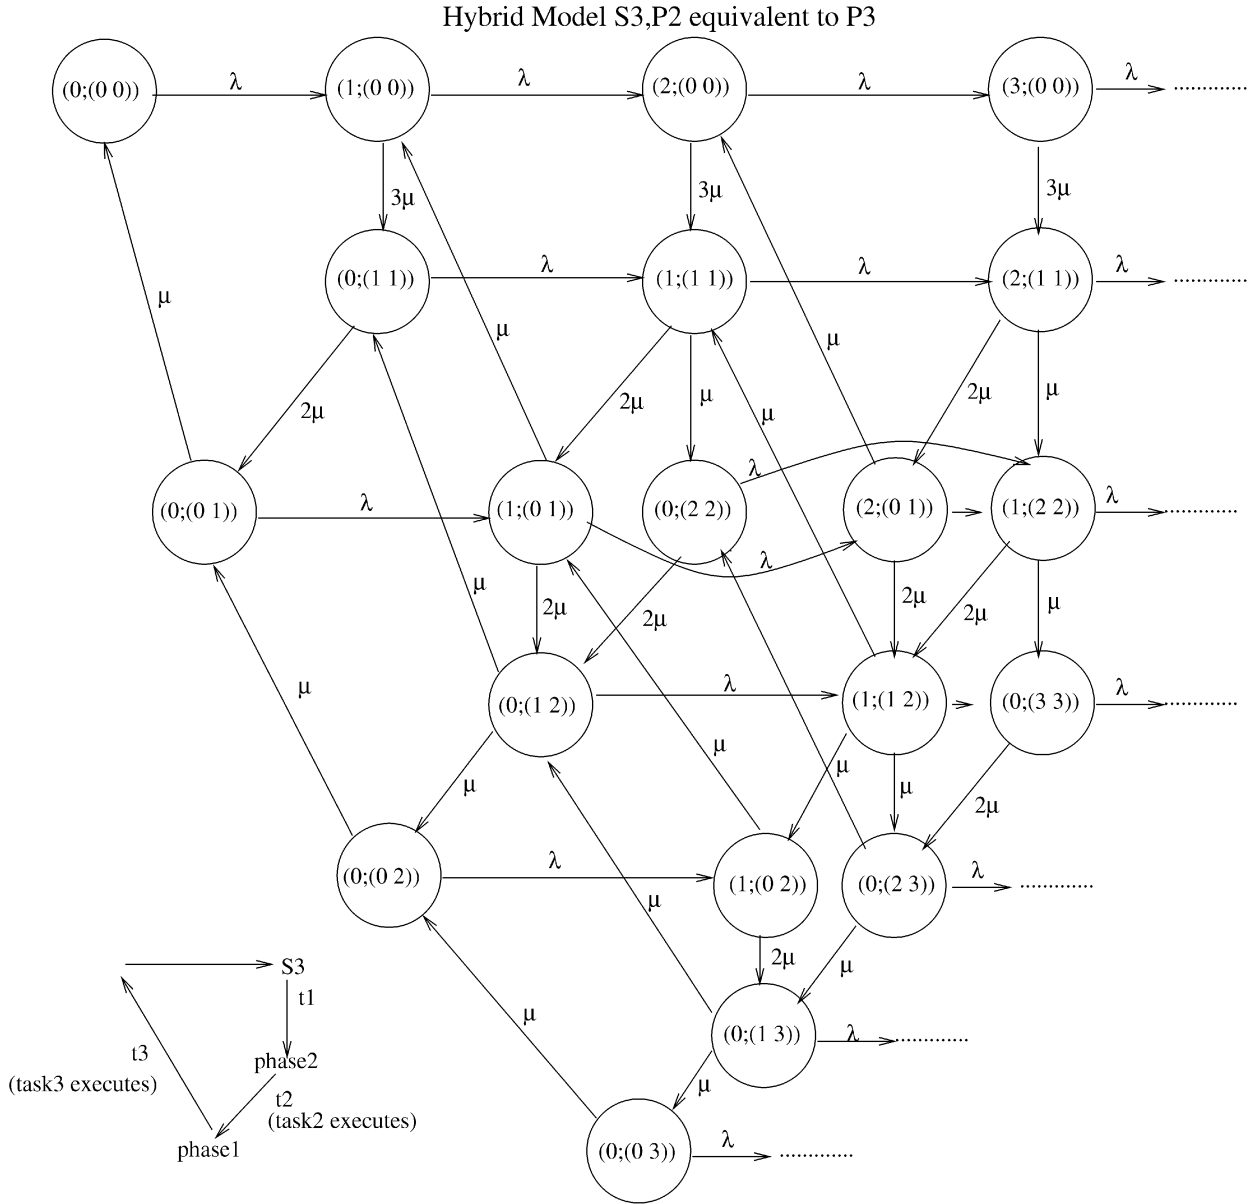 Hybrid Model S3,P2 equivalent to P3
(0;(0 0)) λ (1;(0 0)) λ (2;(0 0)) λ (3;(0 0)) λ ............
3μ 3μ 3μ
(0;(1 1)) λ (1;(1 1)) λ (2;(1 1)) λ ............
μ μ μ
2μ 2μ μ μ 2μ μ
(0;(0 1)) λ (1;(0 1)) (0;(2 2)) λ (2;(0 1)) (1;(2 2)) λ ............
λ
μ 2μ 2μ 2μ 2μ μ
μ (0;(1 2)) λ (1;(1 2)) (0;(3 3)) λ ............
μ μ μ μ 2μ
(0;(0 2)) λ (1;(0 2)) (0;(2 3)) λ ............
μ
2μ μ
μ (0;(1 3)) λ ............
μ
(0;(0 3)) λ ............
S3
t1
phase2
t3
(task3 executes)
t2
(task2 executes)
phase1